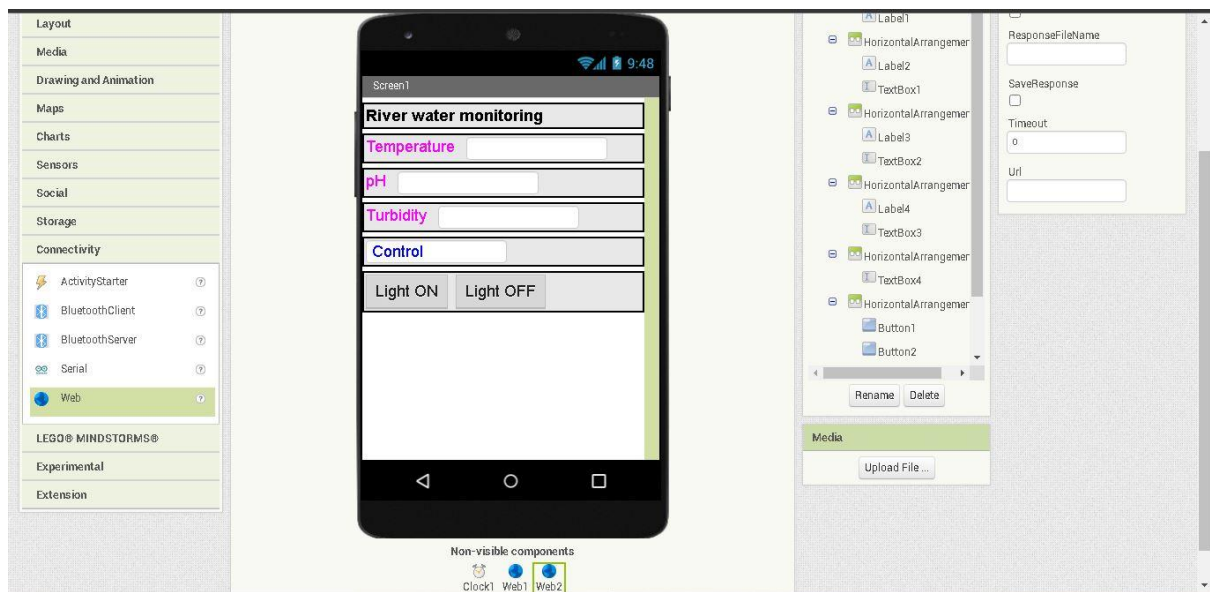 Layout
Media
Drawing and Animation
Maps
Charts
Sensors
Social
Storage
Connectivity
ActivityStarter
BluetoothClient
BluetoothServer
Serial
Web
LEGO® MINDSTORMS®
Experimental
Extension
9:48
Screen1
River water monitoring
Temperature
pH
Turbidity
Control
Light ON Light OFF
Non-visible components
Clock1 Web1 Web2
Label1
HorizontalArrangemer
Label2
TextBox1
HorizontalArrangemer
Label3
TextBox2
HorizontalArrangemer
Label4
TextBox3
HorizontalArrangemer
TextBox4
HorizontalArrangemer
Button1
Button2
Rename Delete
Media
Upload File ...
ResponseFileName
SaveResponse
Timeout
0
Url